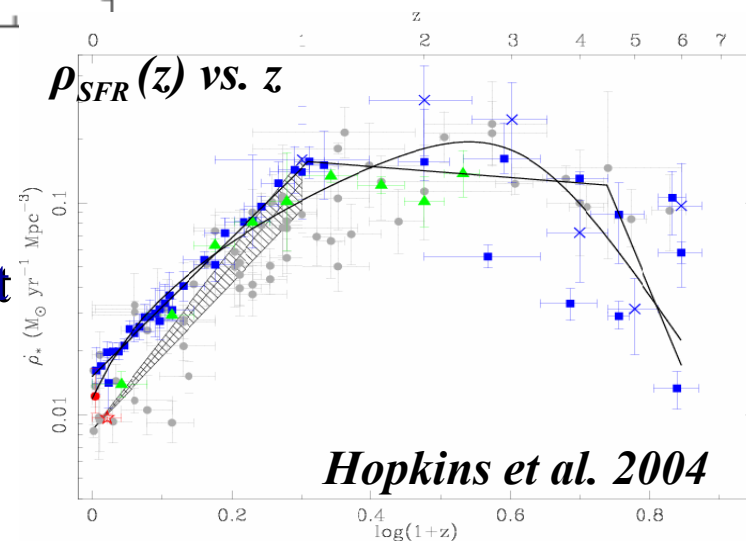 z
0 1 2 3 4 5 6 7
ρSFR (z) vs. z
ρ̇* (M⊙ yr⁻¹ Mpc⁻³)
0.1
0.01
t
Hopkins et al. 2004
0 0.2 0.4 0.6 0.8
log(1+z)